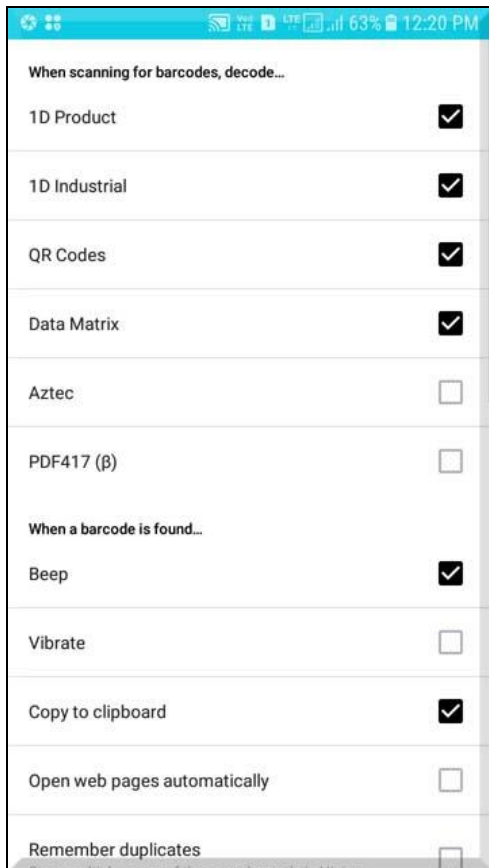 63% 12:20 PM
When scanning for barcodes, decode...
1D Product
1D Industrial
QR Codes
Data Matrix
Aztec
PDF417 (β)
When a barcode is found...
Beep
Vibrate
Copy to clipboard
Open web pages automatically
Remember duplicates